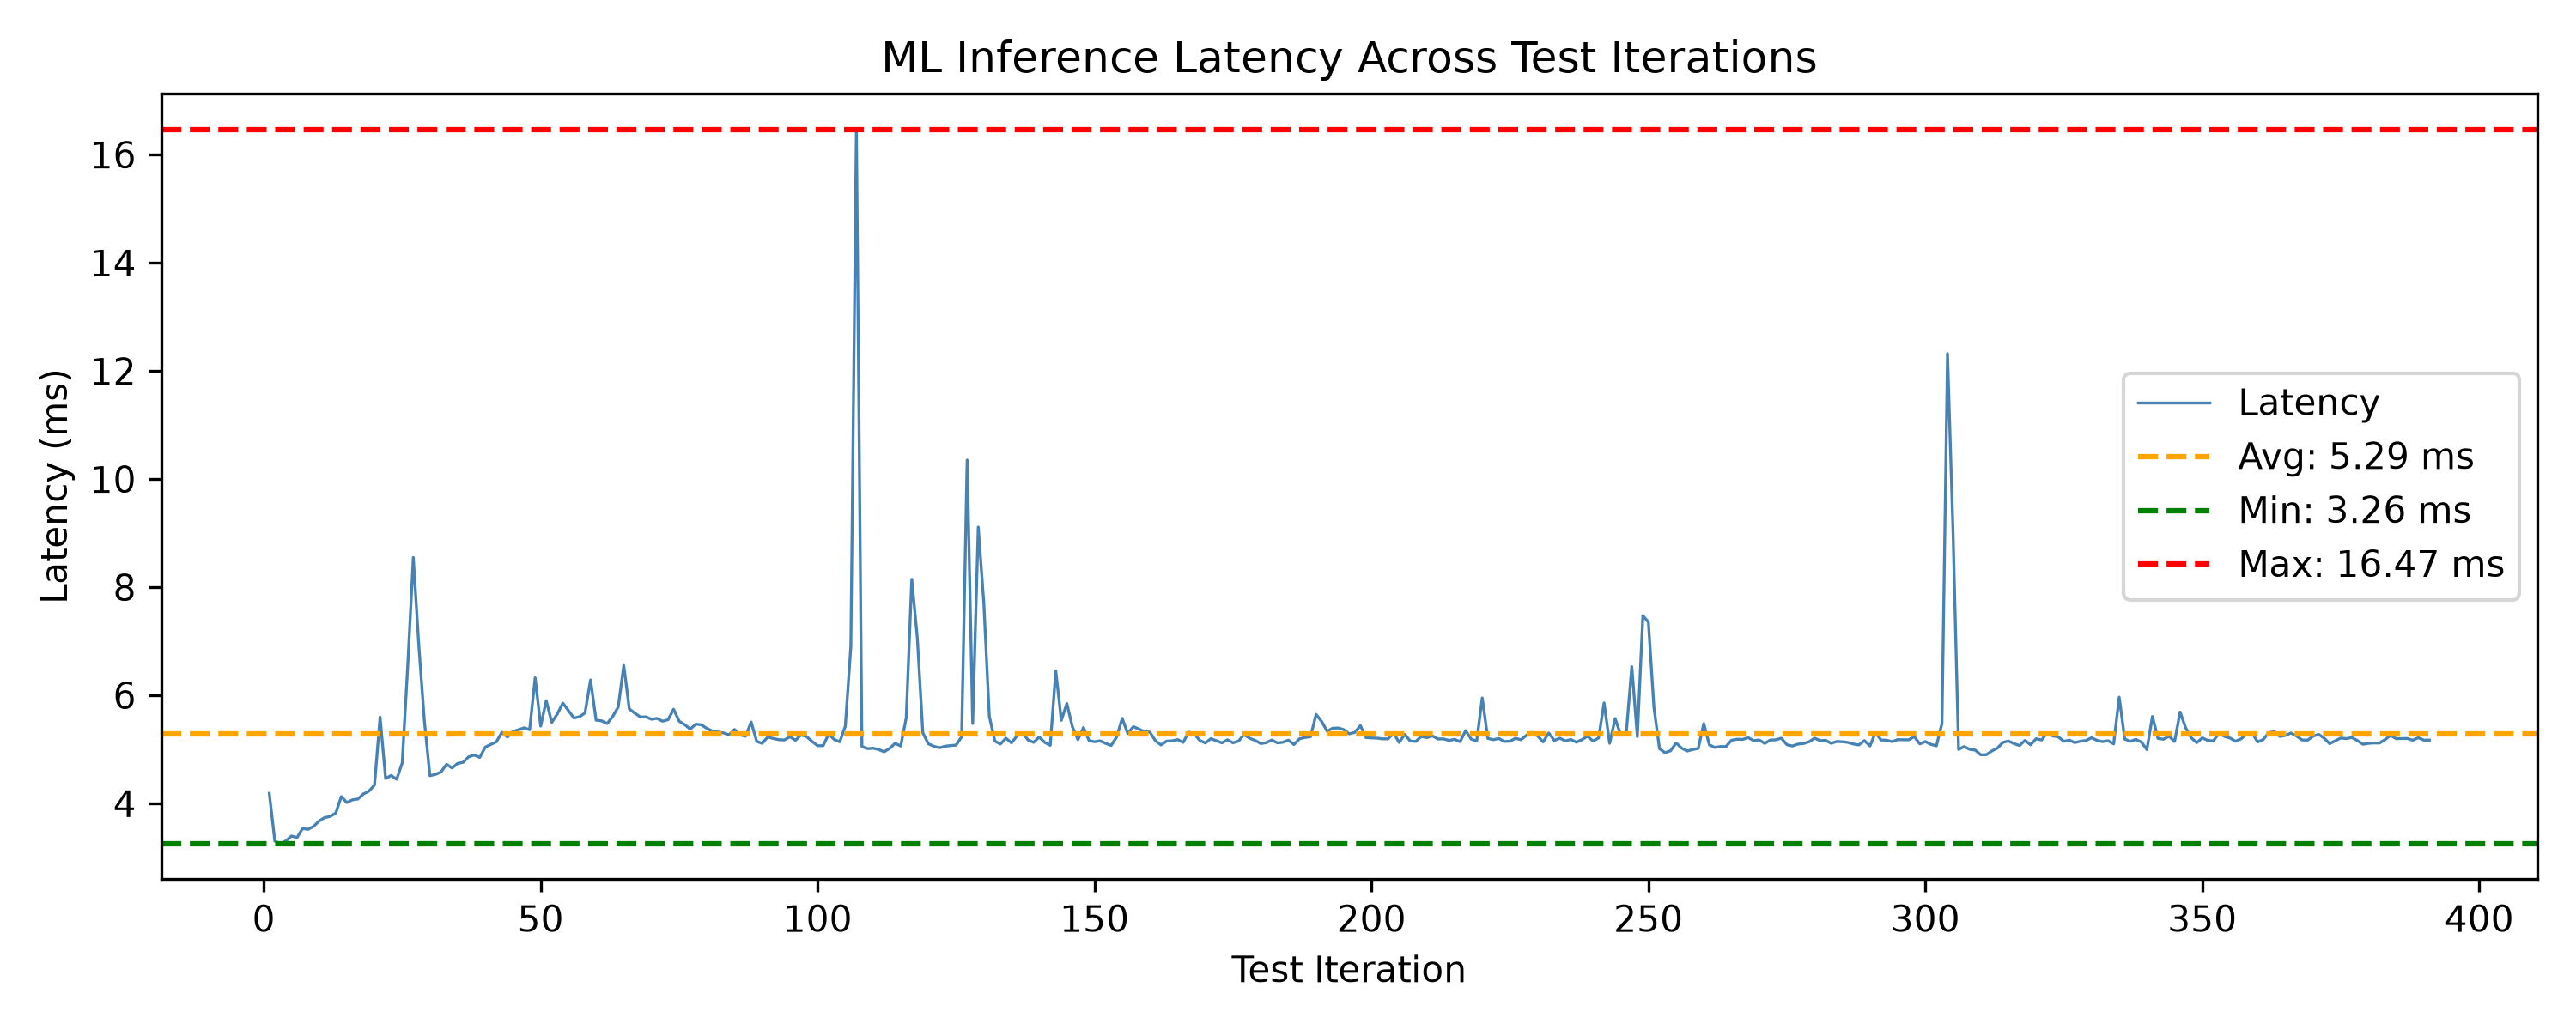 ML Inference Latency Across Test Iterations
16
14
12
10
8
6
4
Latency (ms)
Latency
Avg: 5.29 ms
Min: 3.26 ms
Max: 16.47 ms
0 50 100 150 200 250 300 350 400
Test Iteration